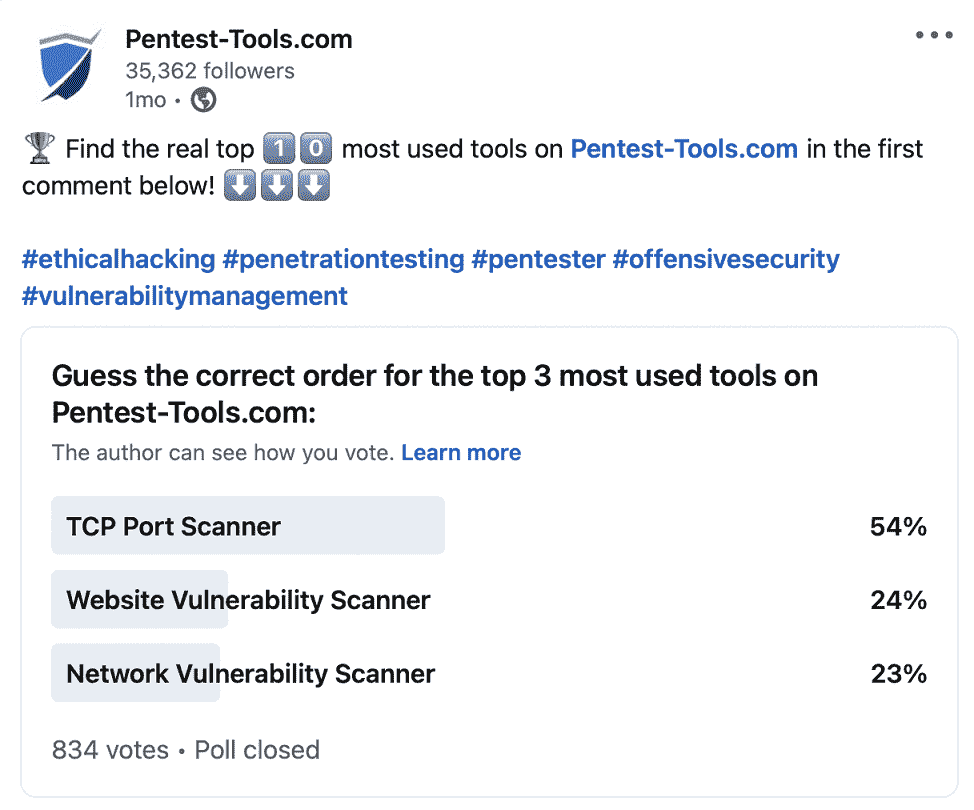 Pentest-Tools.com
35,362 followers
1mo •
🏆 Find the real top 1️⃣0️⃣ most used tools on Pentest-Tools.com in the first
comment below! ⬇️⬇️⬇️
#ethicalhacking #penetrationtesting #pentester #offensivesecurity
#vulnerabilitymanagement
Guess the correct order for the top 3 most used tools on
Pentest-Tools.com:
The author can see how you vote. Learn more
TCP Port Scanner 54%
Website Vulnerability Scanner 24%
Network Vulnerability Scanner 23%
834 votes • Poll closed